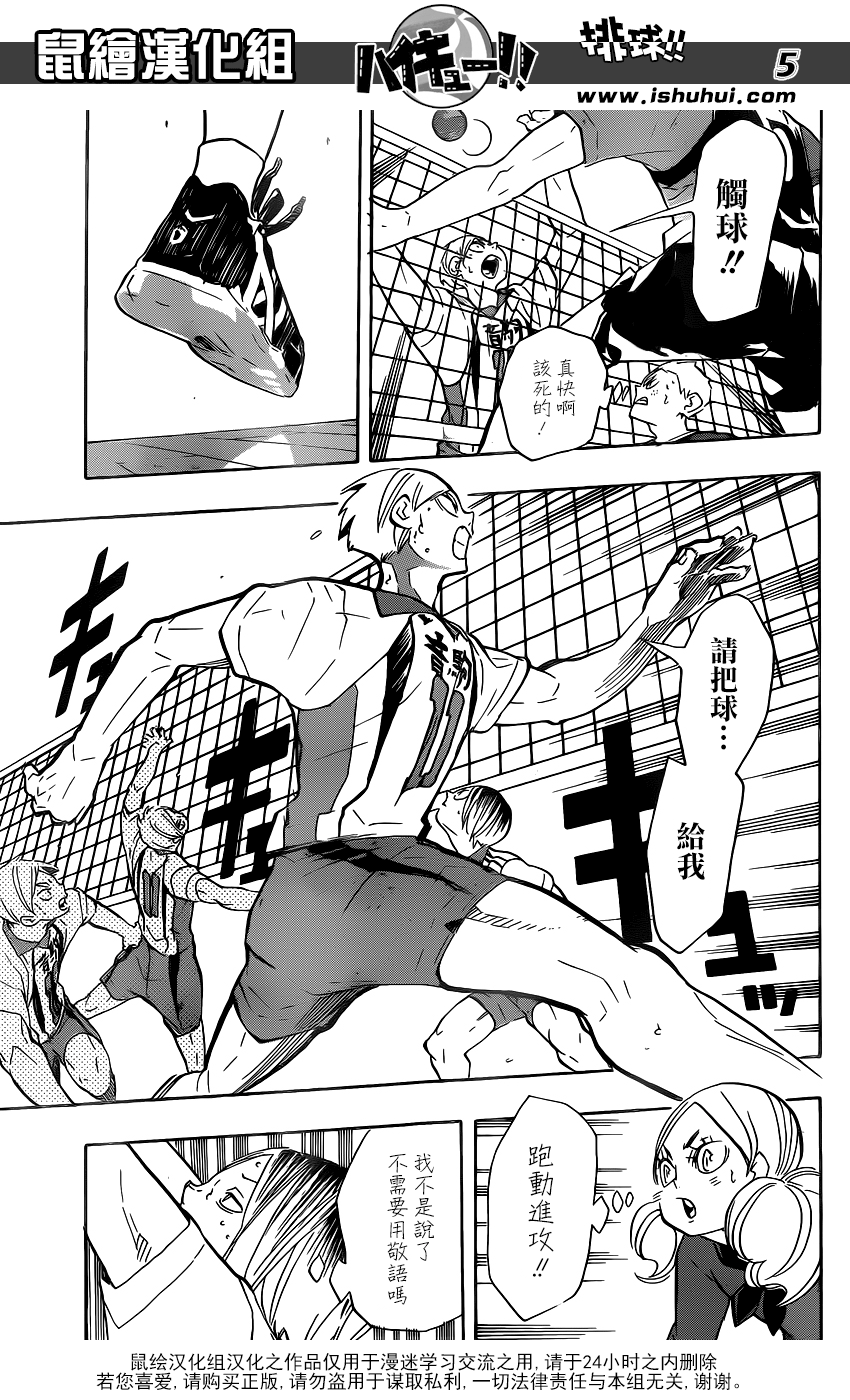 鼠繪漢化組
ハイキュー!!
排球!!
5
www.ishuhui.com
觸球!!
音駒
真快啊
該死的!
キュ
音駒
請把球…
給我
キュッ
跑動進攻!!
我不是說了
不需要用敬語嗎
鼠绘汉化组汉化之作品仅用于漫迷学习交流之用,请于24小时之内删除
若您喜爱,请购买正版,请勿盗用于谋取私利,一切法律责任与本组无关,谢谢。